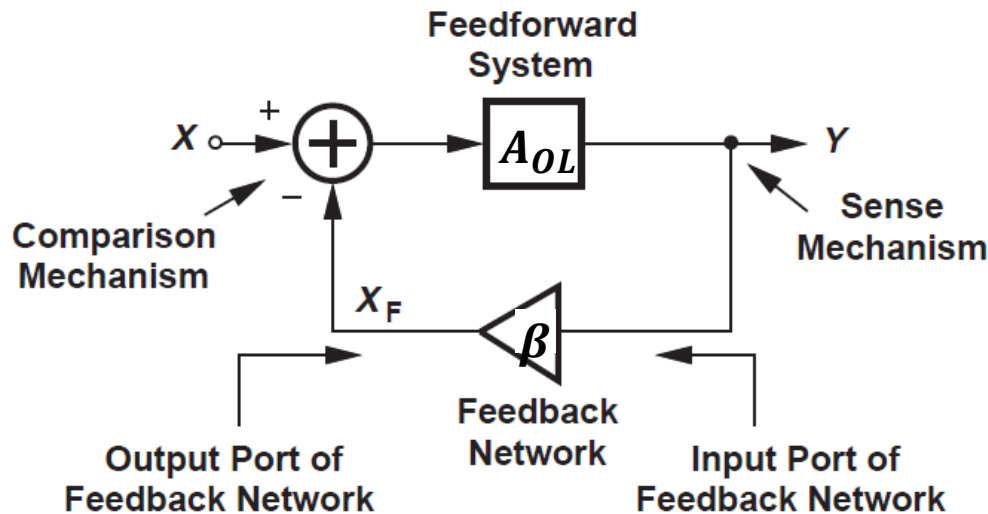 Feedforward
System
+
X
+
A_OL
Y
−
Comparison
Mechanism
Sense
Mechanism
X_F
β
Feedback
Network
Output Port of
Feedback Network
Input Port of
Feedback Network